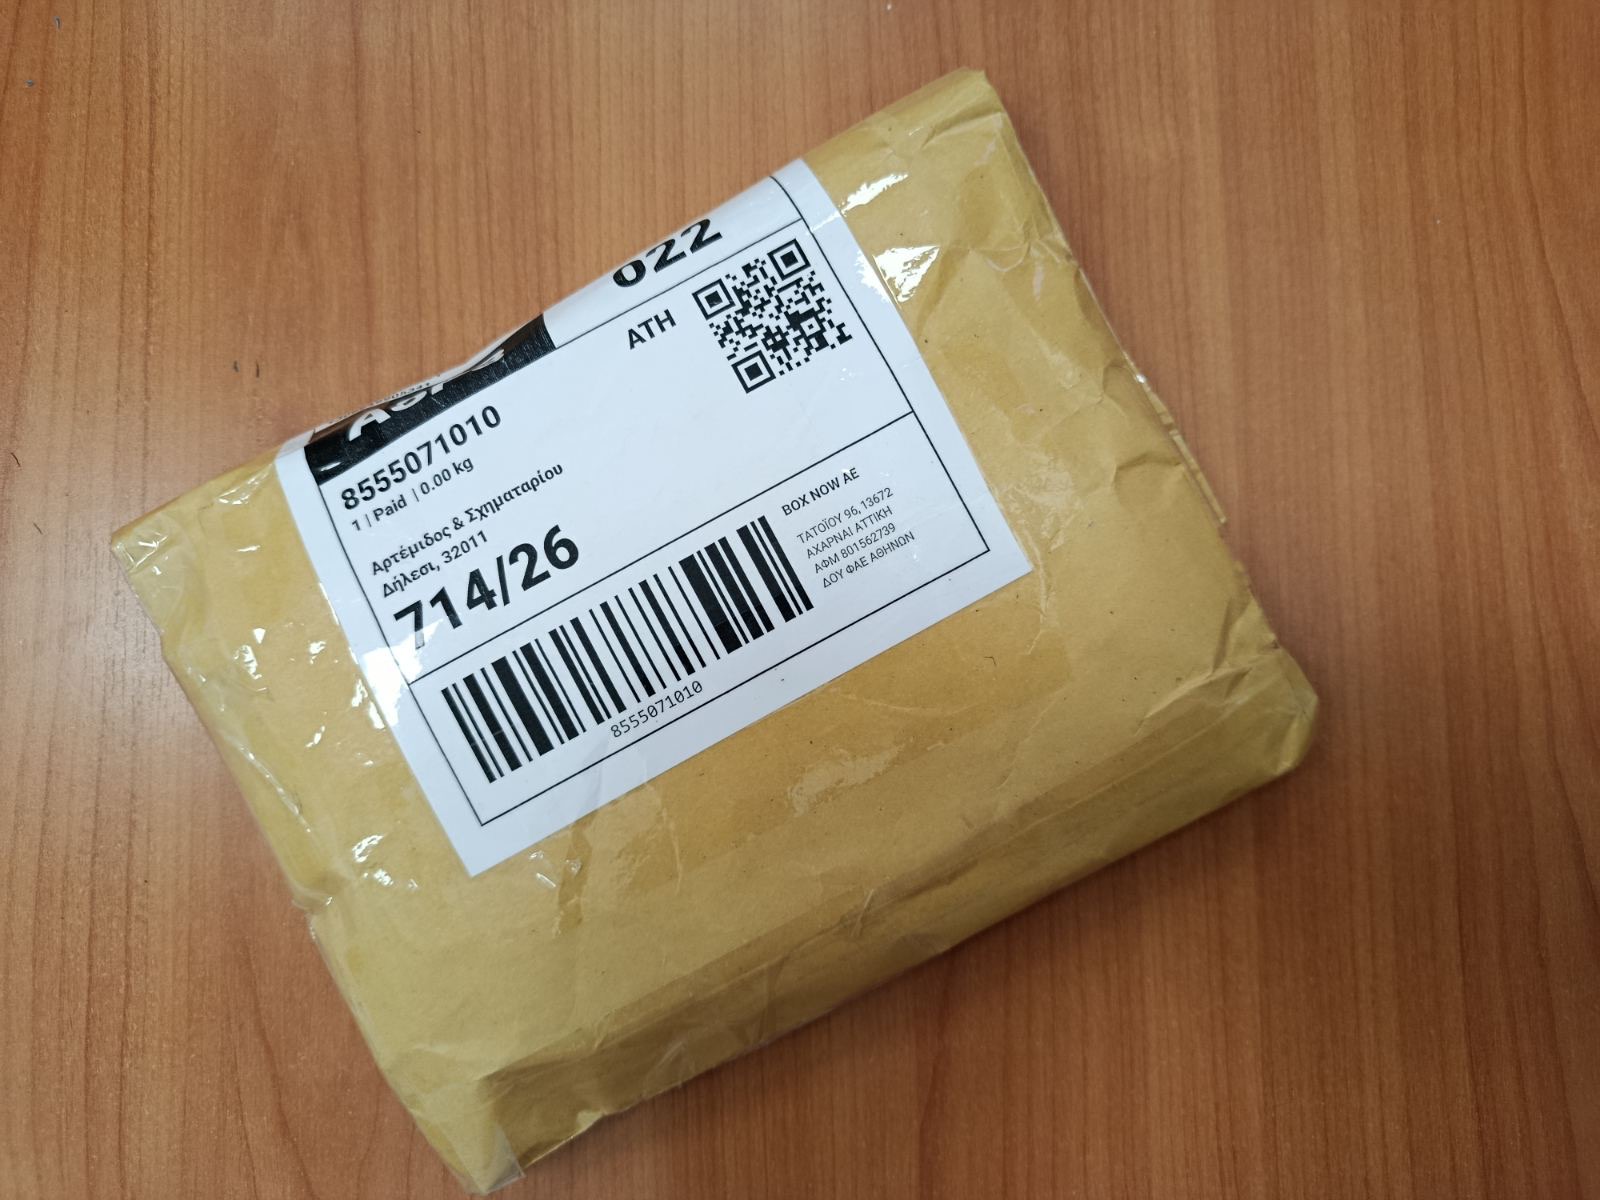 022
ATH
8555071010
1 | Paid | 0.00 kg
Αρτέμιδος & Σχηματαρίου
Δήλεσι, 32011
714/26
BOX NOW AE
ΤΑΤΟΪΟΥ 96, 13672
ΑΧΑΡΝΑΙ ΑΤΤΙΚΗ
ΑΦΜ 801562739
ΔΟΥ ΦΑΕ ΑΘΗΝΩΝ
8555071010